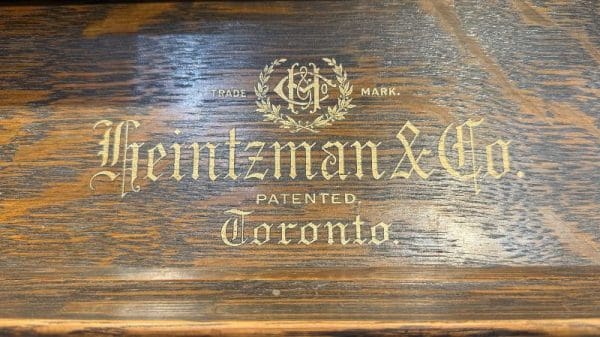 TRADE MARK.
Heintzman & Co.
PATENTED,
Toronto.